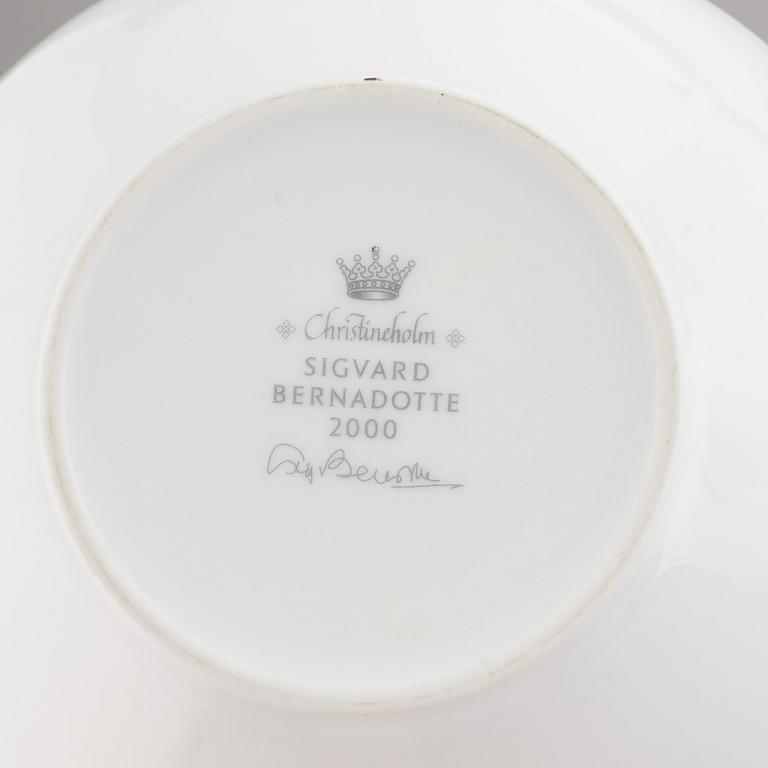 Christineholm
SIGVARD
BERNADOTTE
2000